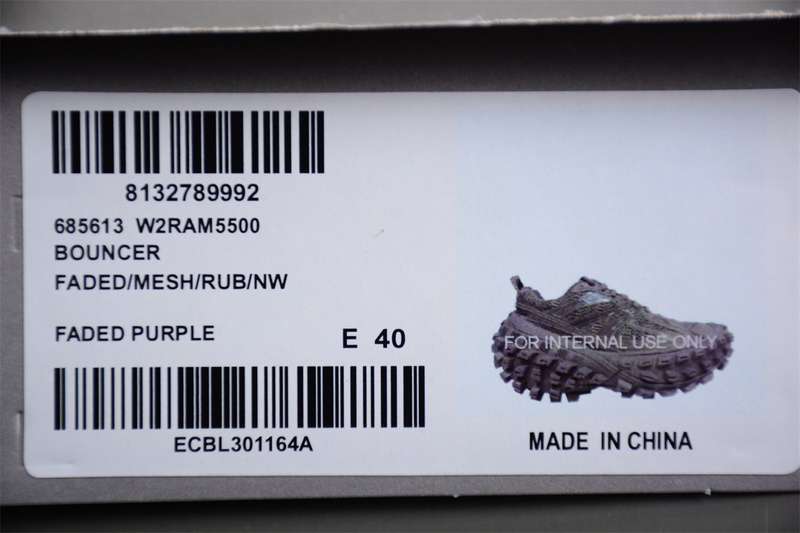 8132789992
685613 W2RAM5500
BOUNCER
FADED/MESH/RUB/NW
FADED PURPLE
E 40
ECBL301164A
FOR INTERNAL USE ONLY
MADE IN CHINA